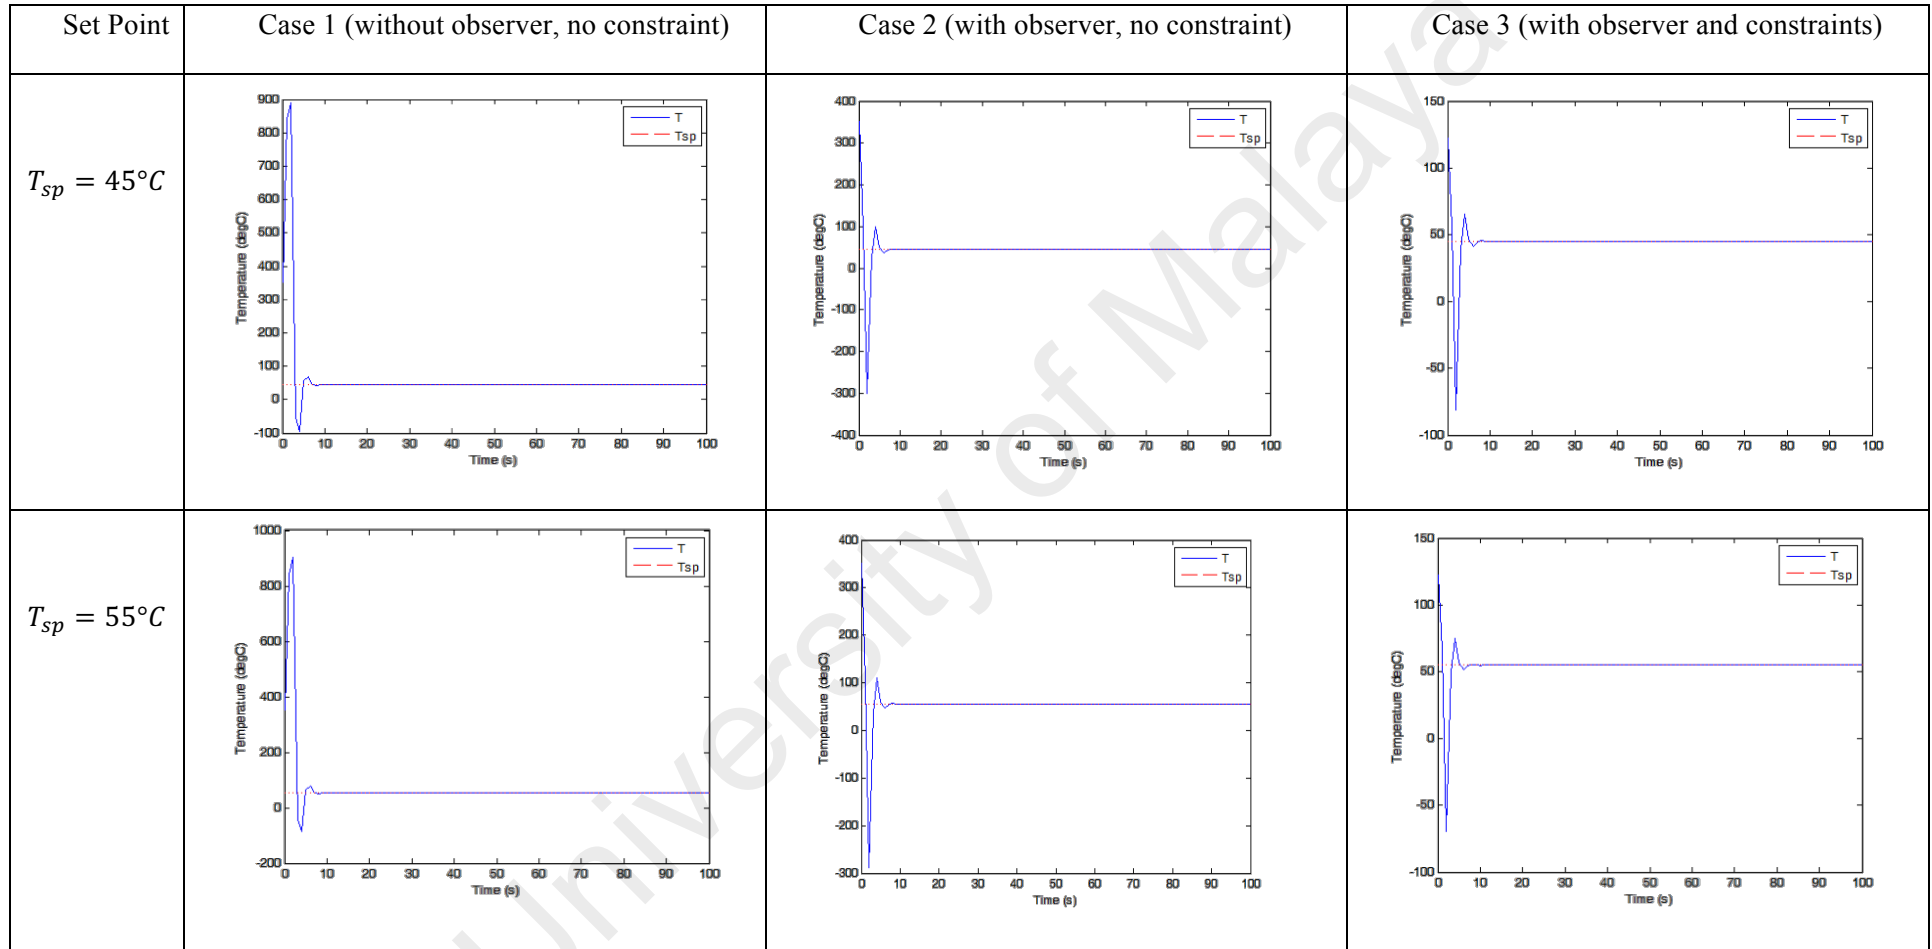 Set Point
Case 1 (without observer, no constraint)
Case 2 (with observer, no constraint)
Case 3 (with observer and constraints)
T_sp = 45°C
900
800
700
600
500
400
300
200
100
0
-100
0 10 20 30 40 50 60 70 80 90 100
Temperature (degC)
Time (s)
T
Tsp
400
300
200
100
0
-100
-200
-300
-400
0 10 20 30 40 50 60 70 80 90 100
Temperature (degC)
Time (s)
T
Tsp
150
100
50
0
-50
-100
0 10 20 30 40 50 60 70 80 90 100
Temperature (degC)
Time (s)
T
Tsp
T_sp = 55°C
1000
800
600
400
200
0
-200
0 10 20 30 40 50 60 70 80 90 100
Temperature (degC)
Time (s)
T
Tsp
400
300
200
100
0
-100
-200
-300
0 10 20 30 40 50 60 70 80 90 100
Temperature (degC)
Time (s)
T
Tsp
150
100
50
0
-50
-100
0 10 20 30 40 50 60 70 80 90 100
Temperature (degC)
Time (s)
T
Tsp
University of Malaya